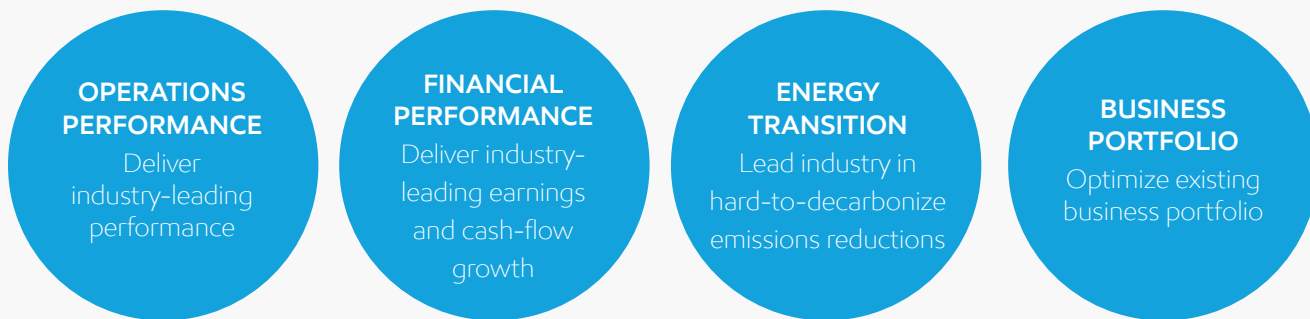 OPERATIONS
PERFORMANCE
Deliver
industry-leading
performance
FINANCIAL
PERFORMANCE
Deliver industry-
leading earnings
and cash-flow
growth
ENERGY
TRANSITION
Lead industry in
hard-to-decarbonize
emissions reductions
BUSINESS
PORTFOLIO
Optimize existing
business portfolio